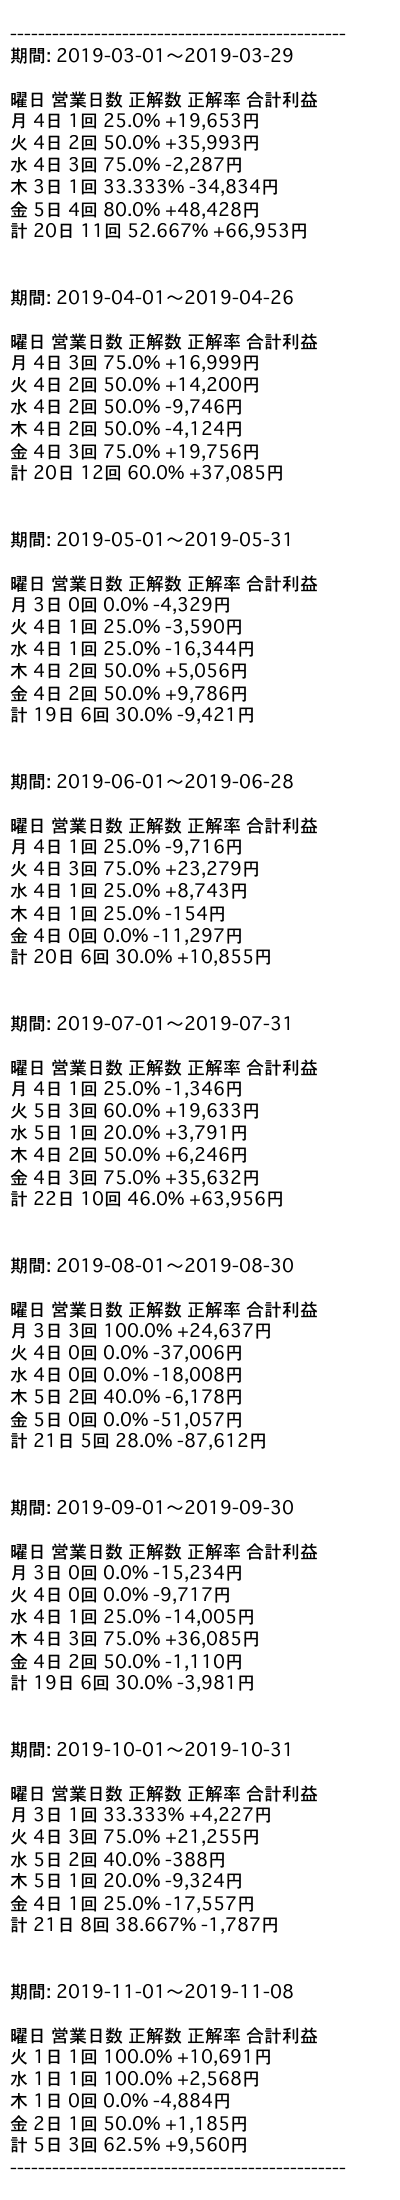 ------------------------------------------------
期間: 2019-03-01〜2019-03-29
曜日 営業日数 正解数 正解率 合計利益
月 4日 1回 25.0% +19,653円
火 4日 2回 50.0% +35,993円
水 4日 3回 75.0% -2,287円
木 3日 1回 33.333% -34,834円
金 5日 4回 80.0% +48,428円
計 20日 11回 52.667% +66,953円
期間: 2019-04-01〜2019-04-26
曜日 営業日数 正解数 正解率 合計利益
月 4日 3回 75.0% +16,999円
火 4日 2回 50.0% +14,200円
水 4日 2回 50.0% -9,746円
木 4日 2回 50.0% -4,124円
金 4日 3回 75.0% +19,756円
計 20日 12回 60.0% +37,085円
期間: 2019-05-01〜2019-05-31
曜日 営業日数 正解数 正解率 合計利益
月 3日 0回 0.0% -4,329円
火 4日 1回 25.0% -3,590円
水 4日 1回 25.0% -16,344円
木 4日 2回 50.0% +5,056円
金 4日 2回 50.0% +9,786円
計 19日 6回 30.0% -9,421円
期間: 2019-06-01〜2019-06-28
曜日 営業日数 正解数 正解率 合計利益
月 4日 1回 25.0% -9,716円
火 4日 3回 75.0% +23,279円
水 4日 1回 25.0% +8,743円
木 4日 1回 25.0% -154円
金 4日 0回 0.0% -11,297円
計 20日 6回 30.0% +10,855円
期間: 2019-07-01〜2019-07-31
曜日 営業日数 正解数 正解率 合計利益
月 4日 1回 25.0% -1,346円
火 5日 3回 60.0% +19,633円
水 5日 1回 20.0% +3,791円
木 4日 2回 50.0% +6,246円
金 4日 3回 75.0% +35,632円
計 22日 10回 46.0% +63,956円
期間: 2019-08-01〜2019-08-30
曜日 営業日数 正解数 正解率 合計利益
月 3日 3回 100.0% +24,637円
火 4日 0回 0.0% -37,006円
水 4日 0回 0.0% -18,008円
木 5日 2回 40.0% -6,178円
金 5日 0回 0.0% -51,057円
計 21日 5回 28.0% -87,612円
期間: 2019-09-01〜2019-09-30
曜日 営業日数 正解数 正解率 合計利益
月 3日 0回 0.0% -15,234円
火 4日 0回 0.0% -9,717円
水 4日 1回 25.0% -14,005円
木 4日 3回 75.0% +36,085円
金 4日 2回 50.0% -1,110円
計 19日 6回 30.0% -3,981円
期間: 2019-10-01〜2019-10-31
曜日 営業日数 正解数 正解率 合計利益
月 3日 1回 33.333% +4,227円
火 4日 3回 75.0% +21,255円
水 5日 2回 40.0% -388円
木 5日 1回 20.0% -9,324円
金 4日 1回 25.0% -17,557円
計 21日 8回 38.667% -1,787円
期間: 2019-11-01〜2019-11-08
曜日 営業日数 正解数 正解率 合計利益
火 1日 1回 100.0% +10,691円
水 1日 1回 100.0% +2,568円
木 1日 0回 0.0% -4,884円
金 2日 1回 50.0% +1,185円
計 5日 3回 62.5% +9,560円
------------------------------------------------